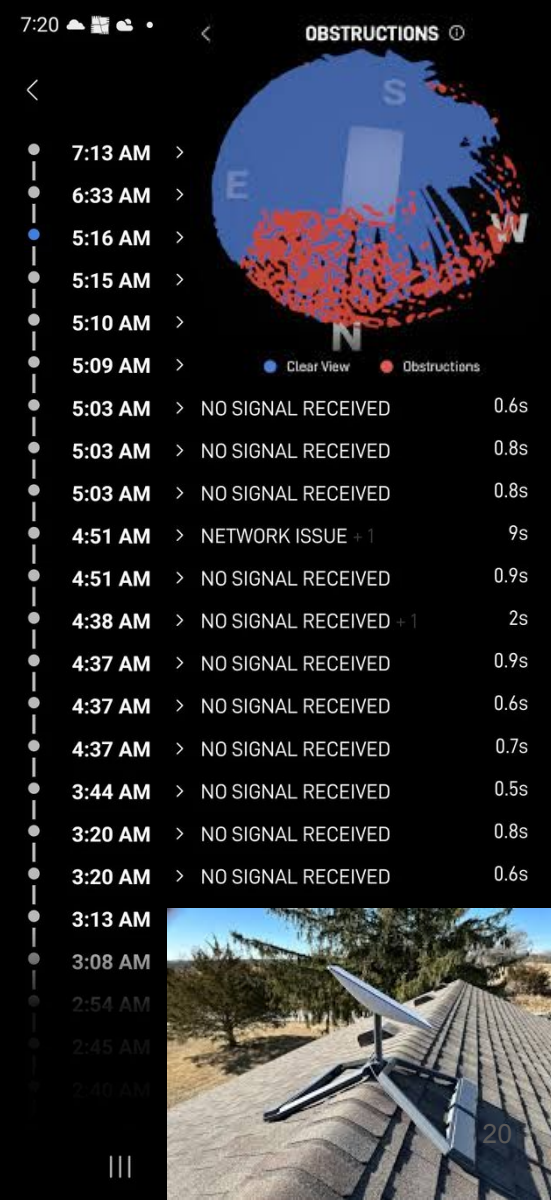 7:20
OBSTRUCTIONS
S
E
W
N
Clear View Obstructions
7:13 AM
6:33 AM
5:16 AM
5:15 AM
5:10 AM
5:09 AM
5:03 AM NO SIGNAL RECEIVED 0.6s
5:03 AM NO SIGNAL RECEIVED 0.8s
5:03 AM NO SIGNAL RECEIVED 0.8s
4:51 AM NETWORK ISSUE + 1 9s
4:51 AM NO SIGNAL RECEIVED 0.9s
4:38 AM NO SIGNAL RECEIVED + 1 2s
4:37 AM NO SIGNAL RECEIVED 0.9s
4:37 AM NO SIGNAL RECEIVED 0.6s
4:37 AM NO SIGNAL RECEIVED 0.7s
3:44 AM NO SIGNAL RECEIVED 0.5s
3:20 AM NO SIGNAL RECEIVED 0.8s
3:20 AM NO SIGNAL RECEIVED 0.6s
3:13 AM
3:08 AM
2:54 AM
2:45 AM
2:40 AM
20